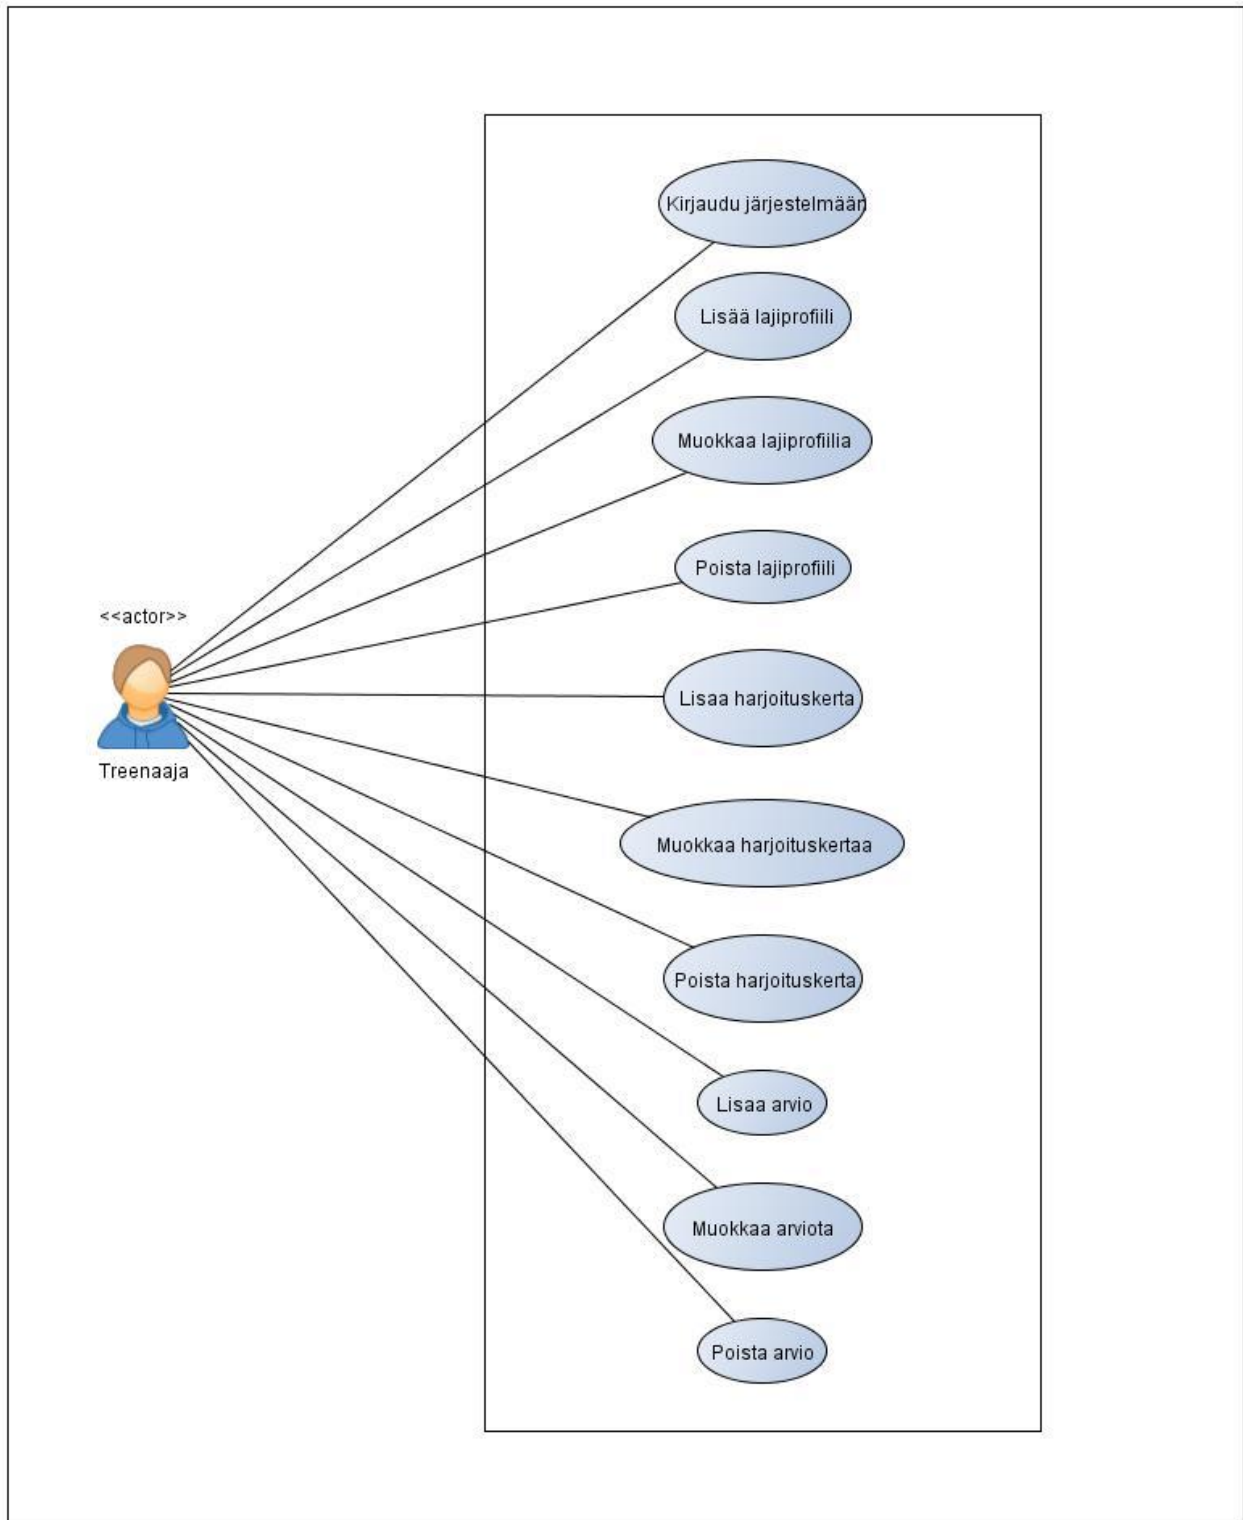 Kirjaudu järjestelmään
Lisää lajiprofiili
Muokkaa lajiprofiilia
Poista lajiprofiili
<<actor>>
Lisaa harjoituskerta
Treenaaja
Muokkaa harjoituskertaa
Poista harjoituskerta
Lisaa arvio
Muokkaa arviota
Poista arvio